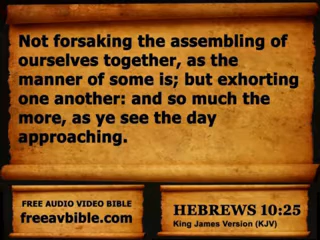 Not forsaking the assembling of
ourselves together, as the
manner of some is; but exhorting
one another: and so much the
more, as ye see the day
approaching.
FREE AUDIO VIDEO BIBLE
freeavbible.com
HEBREWS 10:25
King James Version (KJV)